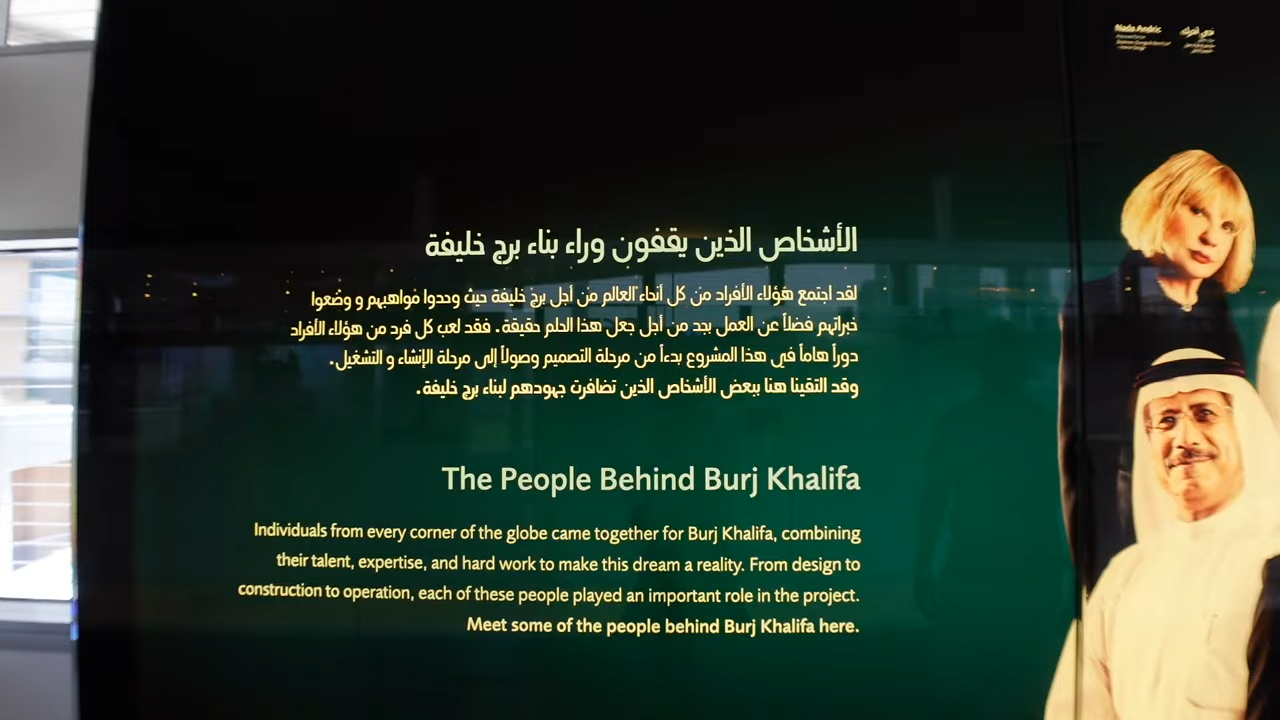 الأشخاص الذين يقفون وراء بناء برج خليفة
لقد اجتمع هؤلاء الأفراد من كل أنحاء العالم من أجل برج خليفة حيث وحدوا مواهبهم و وضعوا
خبراتهم فضلاً عن العمل بجد من أجل جعل هذا الحلم حقيقة. فقد لعب كل فرد من هؤلاء الأفراد
دوراً هاماً في هذا المشروع بدءاً من مرحلة التصميم وصولاً إلى مرحلة الإنشاء و التشغيل.
وقد التقينا هنا ببعض الأشخاص الذين تضافرت جهودهم لبناء برج خليفة.
The People Behind Burj Khalifa
Individuals from every corner of the globe came together for Burj Khalifa, combining
their talent, expertise, and hard work to make this dream a reality. From design to
construction to operation, each of these people played an important role in the project.
Meet some of the people behind Burj Khalifa here.
Nada Andric